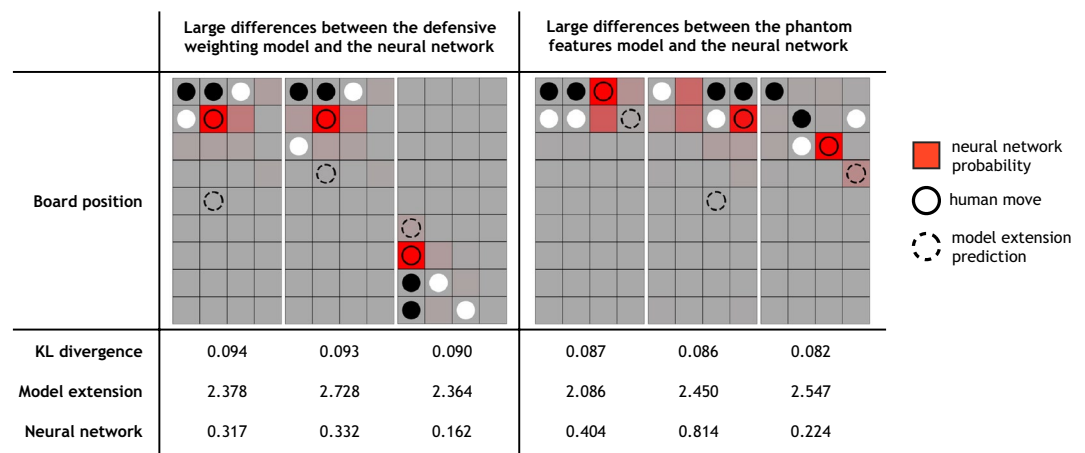 Large differences between the defensive
weighting model and the neural network
Large differences between the phantom
features model and the neural network
Board position
neural network
probability
human move
model extension
prediction
KL divergence 0.094 0.093 0.090 0.087 0.086 0.082
Model extension 2.378 2.728 2.364 2.086 2.450 2.547
Neural network 0.317 0.332 0.162 0.404 0.814 0.224